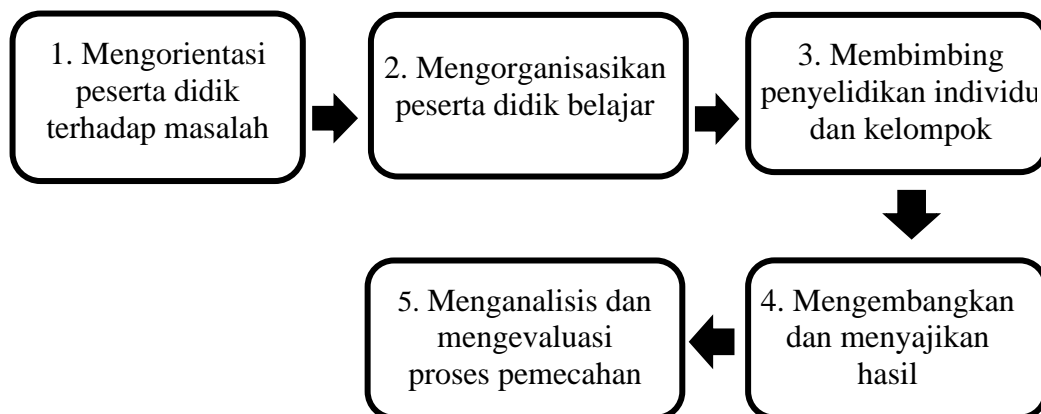 1. Mengorientasi
peserta didik
terhadap masalah
2. Mengorganisasikan
peserta didik belajar
3. Membimbing
penyelidikan individu
dan kelompok
4. Mengembangkan
dan menyajikan
hasil
5. Menganalisis dan
mengevaluasi
proses pemecahan